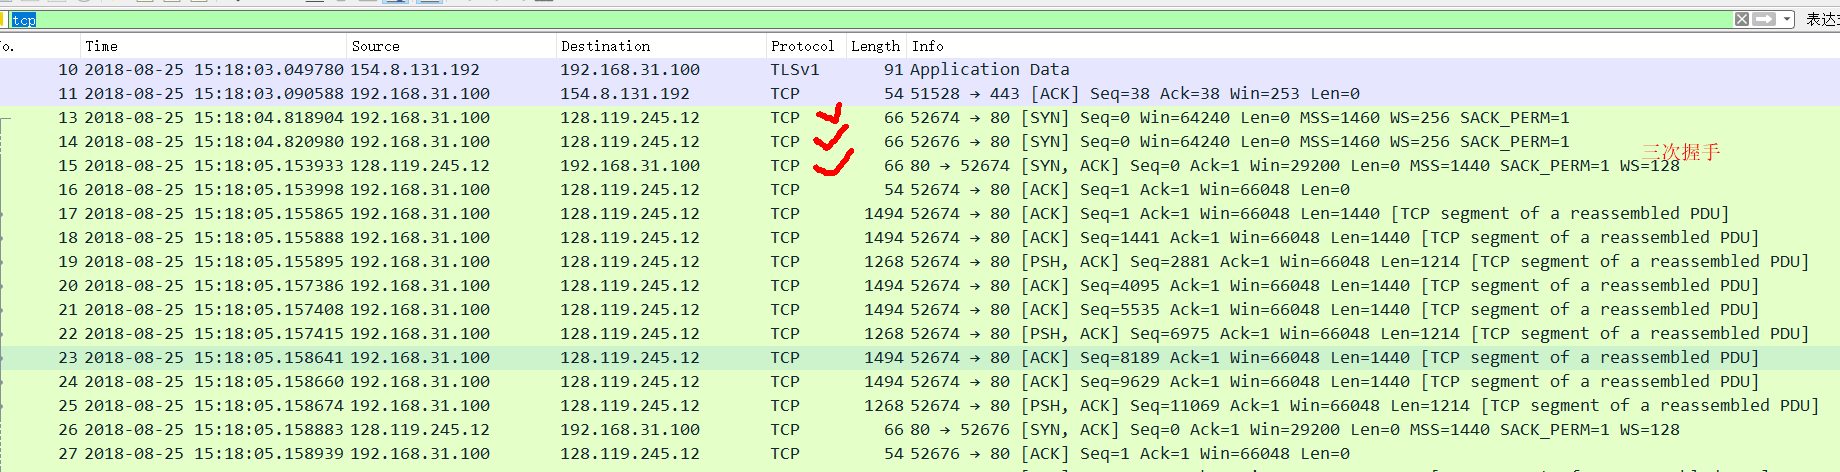 tcp
表达式
No. Time Source Destination Protocol Length Info
10 2018-08-25 15:18:03.049780 154.8.131.192 192.168.31.100 TLSv1 91 Application Data
11 2018-08-25 15:18:03.090588 192.168.31.100 154.8.131.192 TCP 54 51528 → 443 [ACK] Seq=38 Ack=38 Win=253 Len=0
13 2018-08-25 15:18:04.818904 192.168.31.100 128.119.245.12 TCP 66 52674 → 80 [SYN] Seq=0 Win=64240 Len=0 MSS=1460 WS=256 SACK_PERM=1
14 2018-08-25 15:18:04.820980 192.168.31.100 128.119.245.12 TCP 66 52676 → 80 [SYN] Seq=0 Win=64240 Len=0 MSS=1460 WS=256 SACK_PERM=1
三次握手
15 2018-08-25 15:18:05.153933 128.119.245.12 192.168.31.100 TCP 66 80 → 52674 [SYN, ACK] Seq=0 Ack=1 Win=29200 Len=0 MSS=1440 SACK_PERM=1 WS=128
16 2018-08-25 15:18:05.153998 192.168.31.100 128.119.245.12 TCP 54 52674 → 80 [ACK] Seq=1 Ack=1 Win=66048 Len=0
17 2018-08-25 15:18:05.155865 192.168.31.100 128.119.245.12 TCP 1494 52674 → 80 [ACK] Seq=1 Ack=1 Win=66048 Len=1440 [TCP segment of a reassembled PDU]
18 2018-08-25 15:18:05.155888 192.168.31.100 128.119.245.12 TCP 1494 52674 → 80 [ACK] Seq=1441 Ack=1 Win=66048 Len=1440 [TCP segment of a reassembled PDU]
19 2018-08-25 15:18:05.155895 192.168.31.100 128.119.245.12 TCP 1268 52674 → 80 [PSH, ACK] Seq=2881 Ack=1 Win=66048 Len=1214 [TCP segment of a reassembled PDU]
20 2018-08-25 15:18:05.157386 192.168.31.100 128.119.245.12 TCP 1494 52674 → 80 [ACK] Seq=4095 Ack=1 Win=66048 Len=1440 [TCP segment of a reassembled PDU]
21 2018-08-25 15:18:05.157408 192.168.31.100 128.119.245.12 TCP 1494 52674 → 80 [ACK] Seq=5535 Ack=1 Win=66048 Len=1440 [TCP segment of a reassembled PDU]
22 2018-08-25 15:18:05.157415 192.168.31.100 128.119.245.12 TCP 1268 52674 → 80 [PSH, ACK] Seq=6975 Ack=1 Win=66048 Len=1214 [TCP segment of a reassembled PDU]
23 2018-08-25 15:18:05.158641 192.168.31.100 128.119.245.12 TCP 1494 52674 → 80 [ACK] Seq=8189 Ack=1 Win=66048 Len=1440 [TCP segment of a reassembled PDU]
24 2018-08-25 15:18:05.158660 192.168.31.100 128.119.245.12 TCP 1494 52674 → 80 [ACK] Seq=9629 Ack=1 Win=66048 Len=1440 [TCP segment of a reassembled PDU]
25 2018-08-25 15:18:05.158674 192.168.31.100 128.119.245.12 TCP 1268 52674 → 80 [PSH, ACK] Seq=11069 Ack=1 Win=66048 Len=1214 [TCP segment of a reassembled PDU]
26 2018-08-25 15:18:05.158883 128.119.245.12 192.168.31.100 TCP 66 80 → 52676 [SYN, ACK] Seq=0 Ack=1 Win=29200 Len=0 MSS=1440 SACK_PERM=1 WS=128
27 2018-08-25 15:18:05.158939 192.168.31.100 128.119.245.12 TCP 54 52676 → 80 [ACK] Seq=1 Ack=1 Win=66048 Len=0